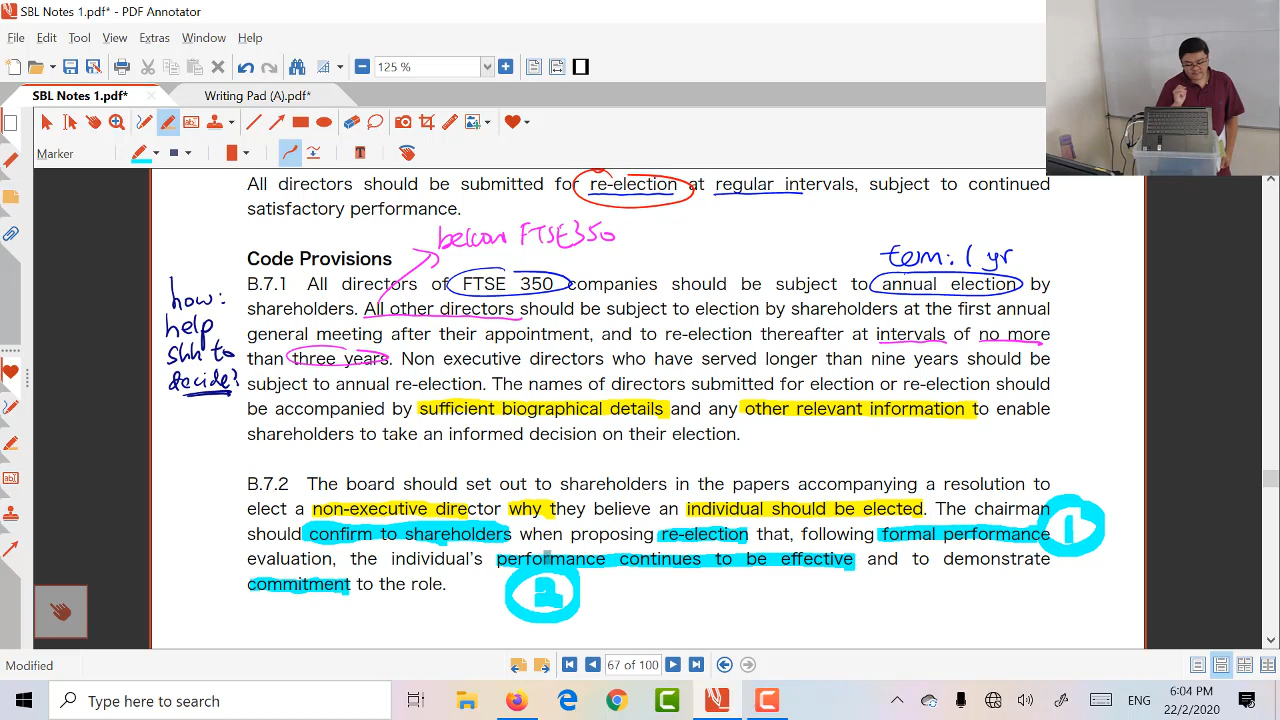 SBL Notes 1.pdf* - PDF Annotator
File Edit Tool View Extras Window Help
125 %
SBL Notes 1.pdf* Writing Pad (A).pdf*
Marker
All directors should be submitted for re-election at regular intervals, subject to continued
satisfactory performance.
below FTSE350
Code Provisions
term: 1 yr
B.7.1 All directors of FTSE 350 companies should be subject to annual election by
shareholders. All other directors should be subject to election by shareholders at the first annual
general meeting after their appointment, and to re-election thereafter at intervals of no more
than three years. Non executive directors who have served longer than nine years should be
subject to annual re-election. The names of directors submitted for election or re-election should
be accompanied by sufficient biographical details and any other relevant information to enable
shareholders to take an informed decision on their election.
how:
help
shh to
decide?
B.7.2 The board should set out to shareholders in the papers accompanying a resolution to
elect a non-executive director why they believe an individual should be elected. The chairman
should confirm to shareholders when proposing re-election that, following formal performance
evaluation, the individual's performance continues to be effective and to demonstrate
commitment to the role.
1
2
67 of 100
Modified
Type here to search
ENG
6:04 PM
22/2/2020